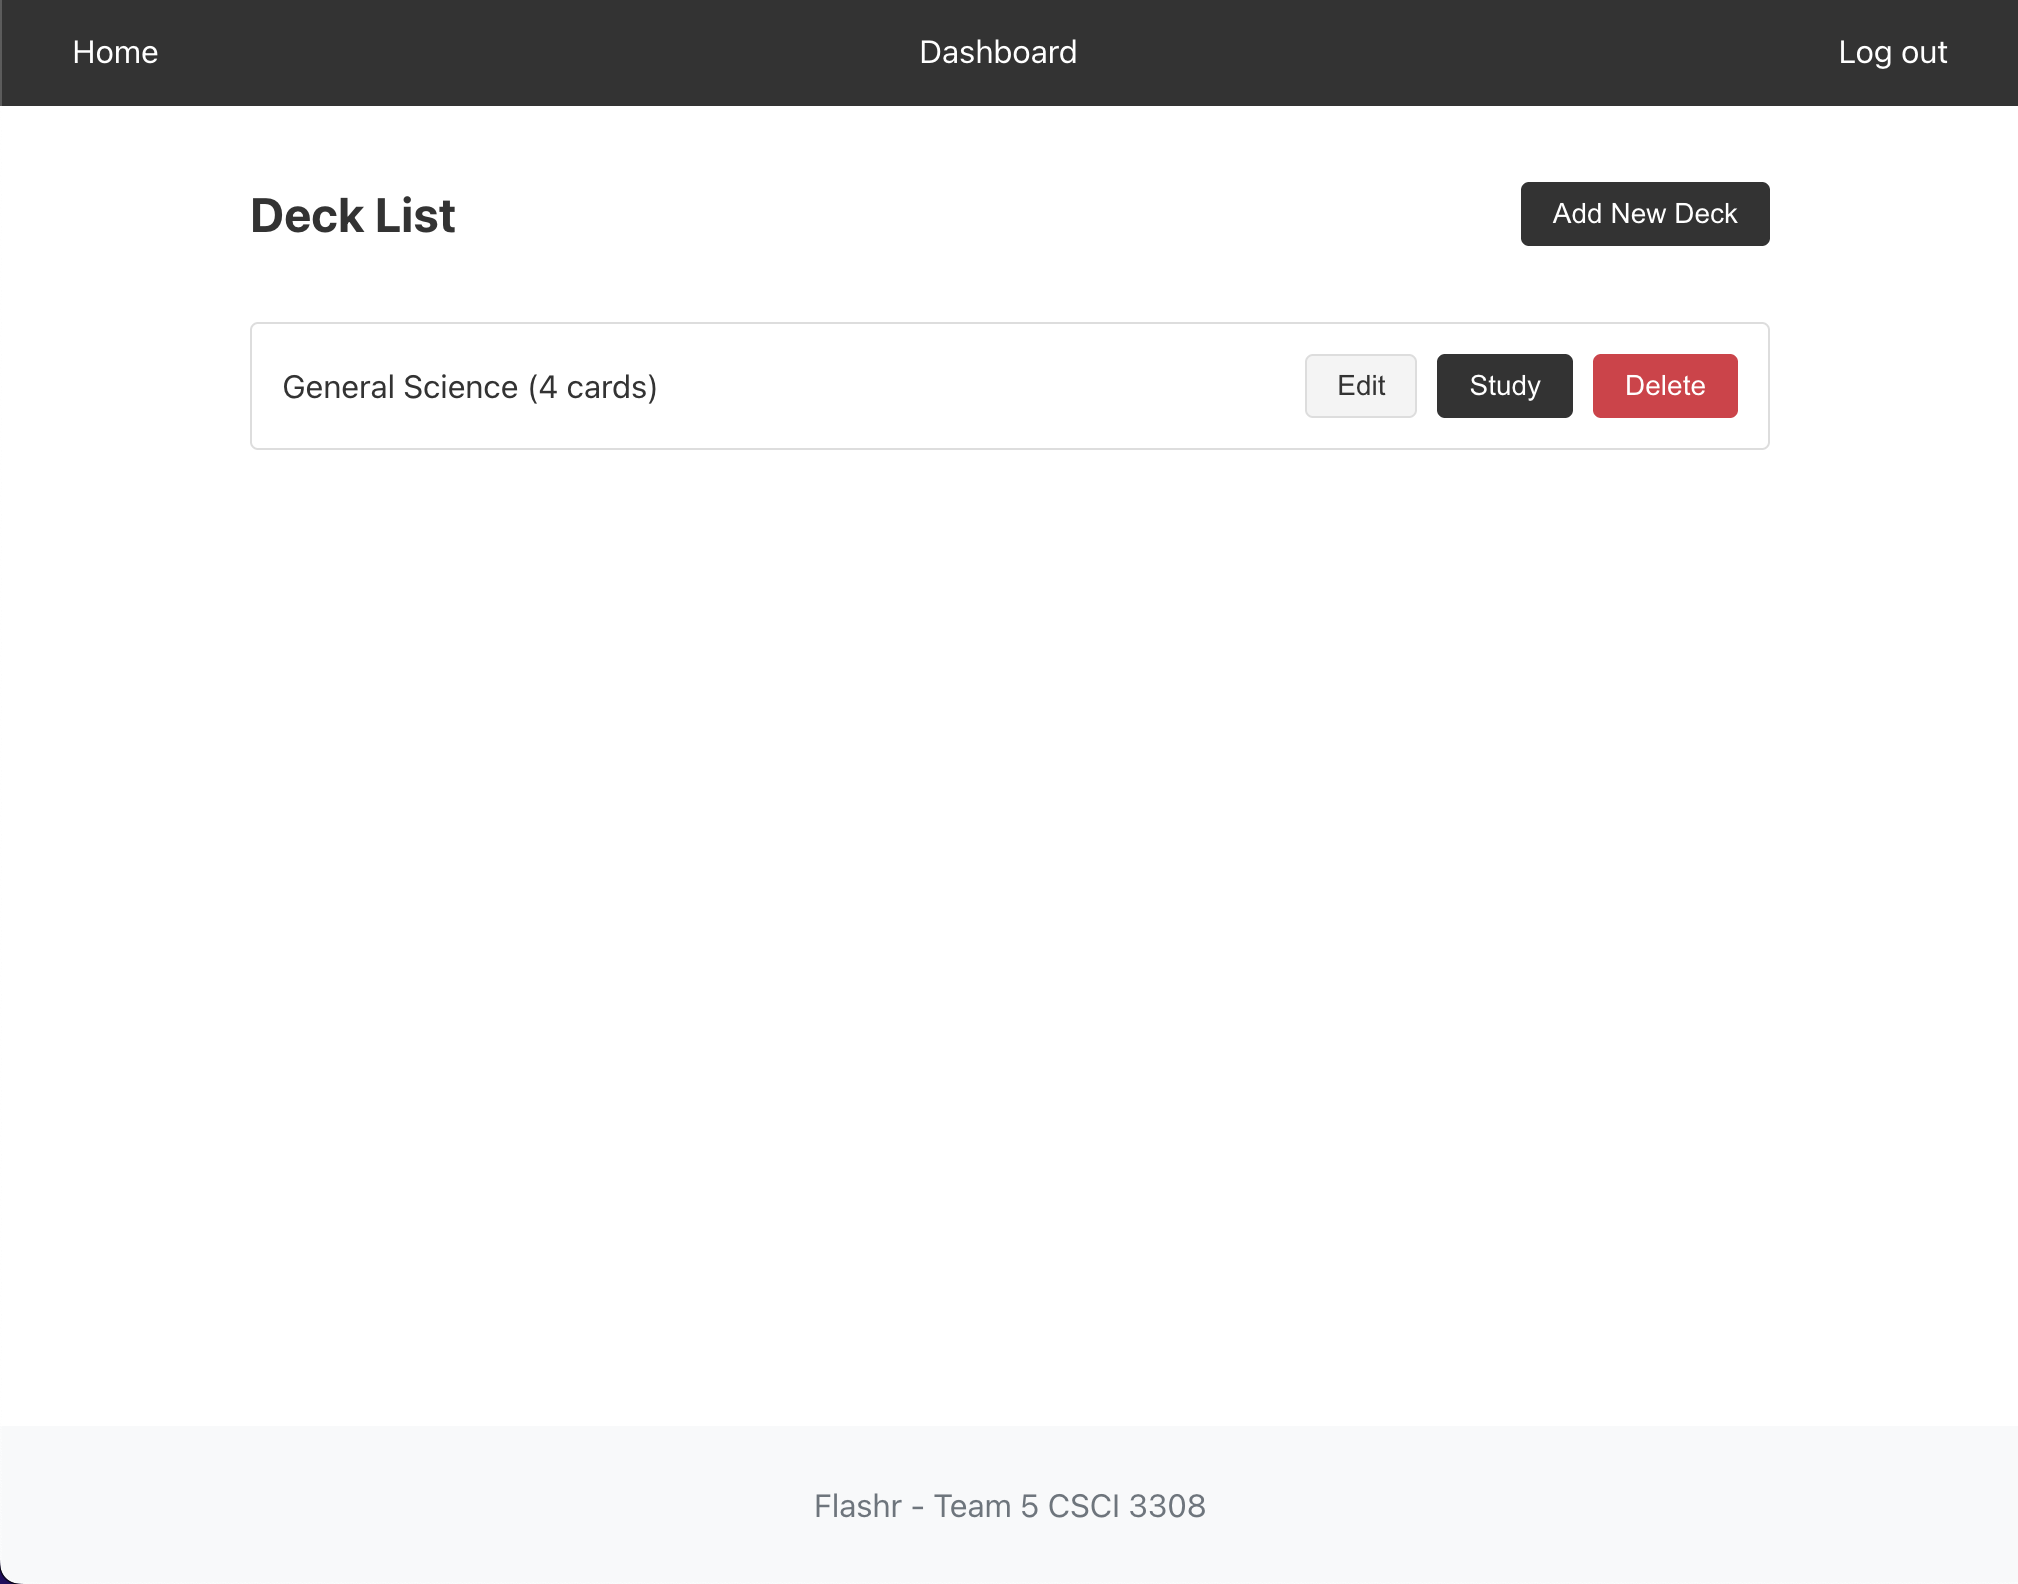 Home Dashboard Log out
Deck List Add New Deck
General Science (4 cards) Edit Study Delete
Flashr - Team 5 CSCI 3308